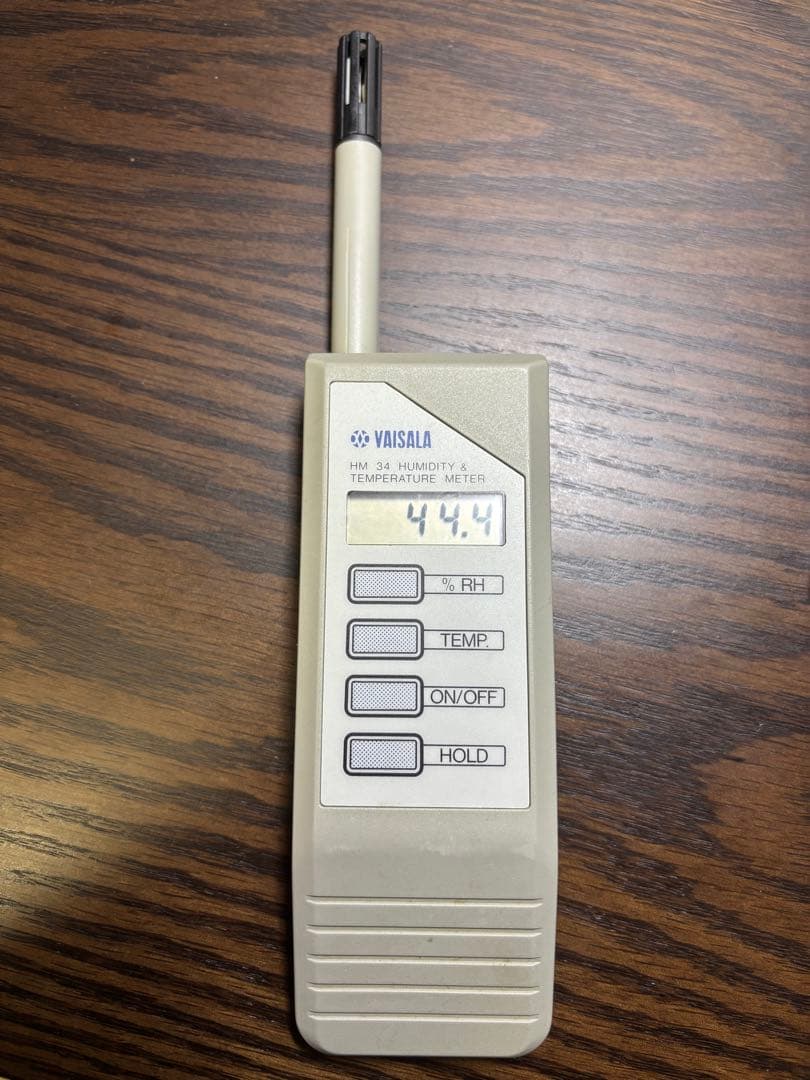 VAISALA
HM 34 HUMIDITY &
TEMPERATURE METER
44.4
% RH
TEMP.
ON/OFF
HOLD